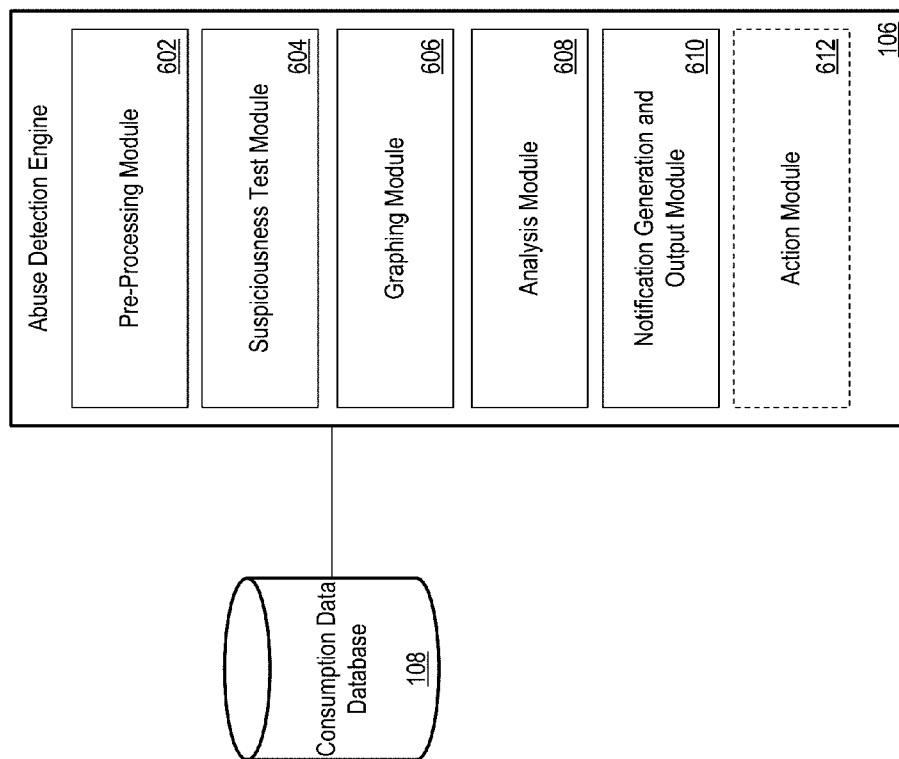 Abuse Detection Engine
Pre-Processing Module
602
Suspiciousness Test Module
604
Graphing Module
606
Analysis Module
608
Notification Generation and
Output Module
610
Action Module
612
106
Consumption Data
Database
108